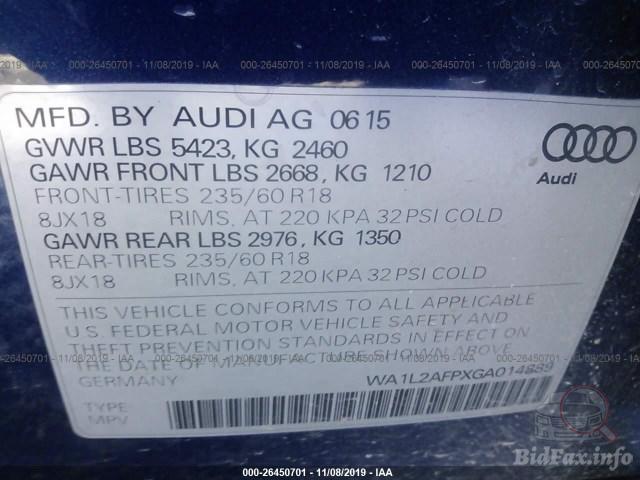 000-26450701 - 11/08/2019 - IAA
MFD. BY AUDI AG 0615
GVWR LBS 5423, KG 2460
GAWR FRONT LBS 2668, KG 1210
FRONT-TIRES 235/60 R18
8JX18 RIMS, AT 220 KPA 32 PSI COLD
GAWR REAR LBS 2976, KG 1350
REAR-TIRES 235/60 R18
8JX18 RIMS, AT 220 KPA 32 PSI COLD
Audi
THIS VEHICLE CONFORMS TO ALL APPLICABLE
U.S. FEDERAL MOTOR VEHICLE SAFETY AND
THEFT PREVENTION STANDARDS IN EFFECT ON
THE DATE OF MANUFACTURE SHOWN ABOVE
GERMANY WA1L2AFPXGA014889
TYPE:
MPV
000-26450701 - 11/08/2019 - IAA
BidFax.info